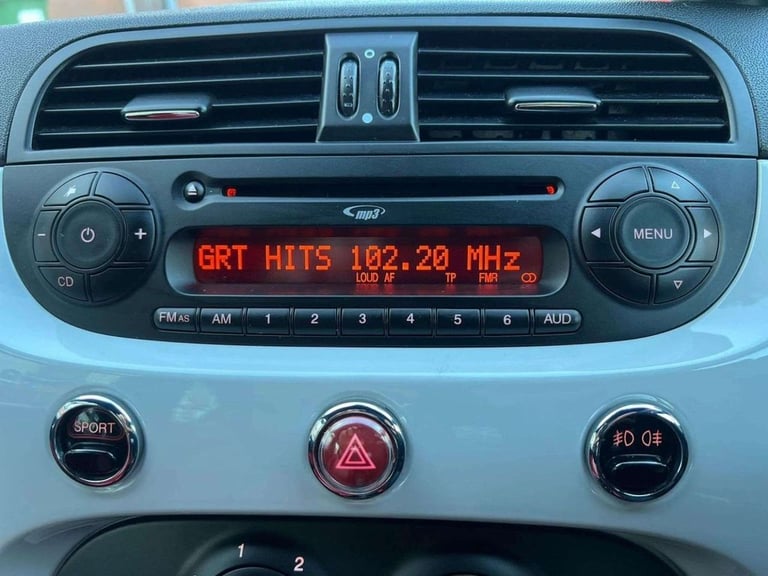 mp3
GRT HITS 102.20 MHz
LOUD AF TP FMR
- + MENU
CD
FM AS AM 1 2 3 4 5 6 AUD
SPORT
1 2